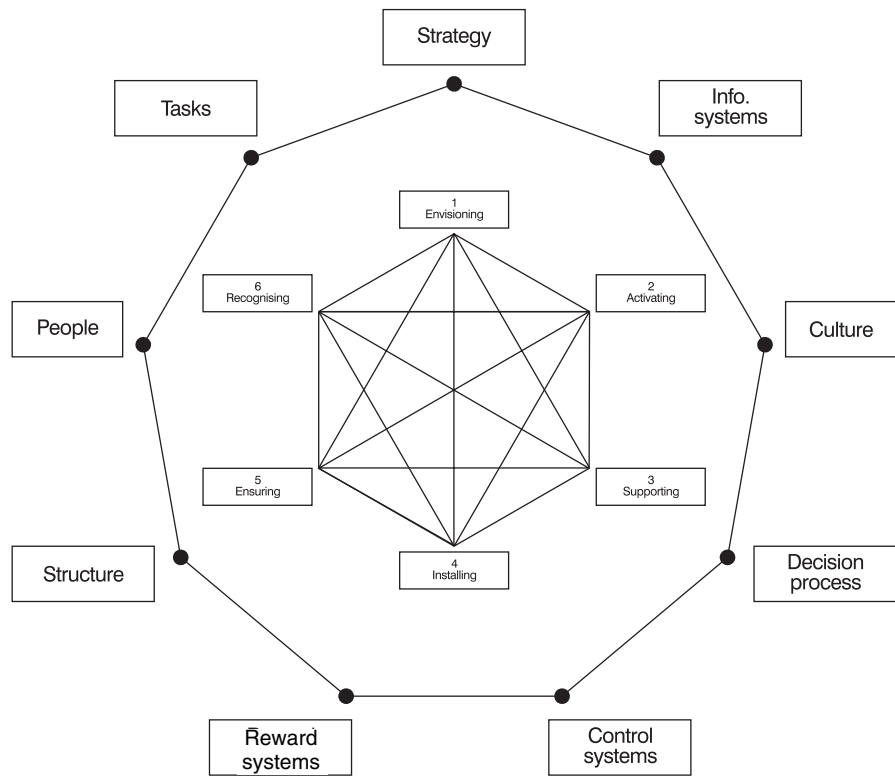 Strategy
Tasks
Info.
systems
1
Envisioning
6
Recognising
2
Activating
People
Culture
5
Ensuring
3
Supporting
4
Installing
Structure
Decision
process
Reward
systems
Control
systems